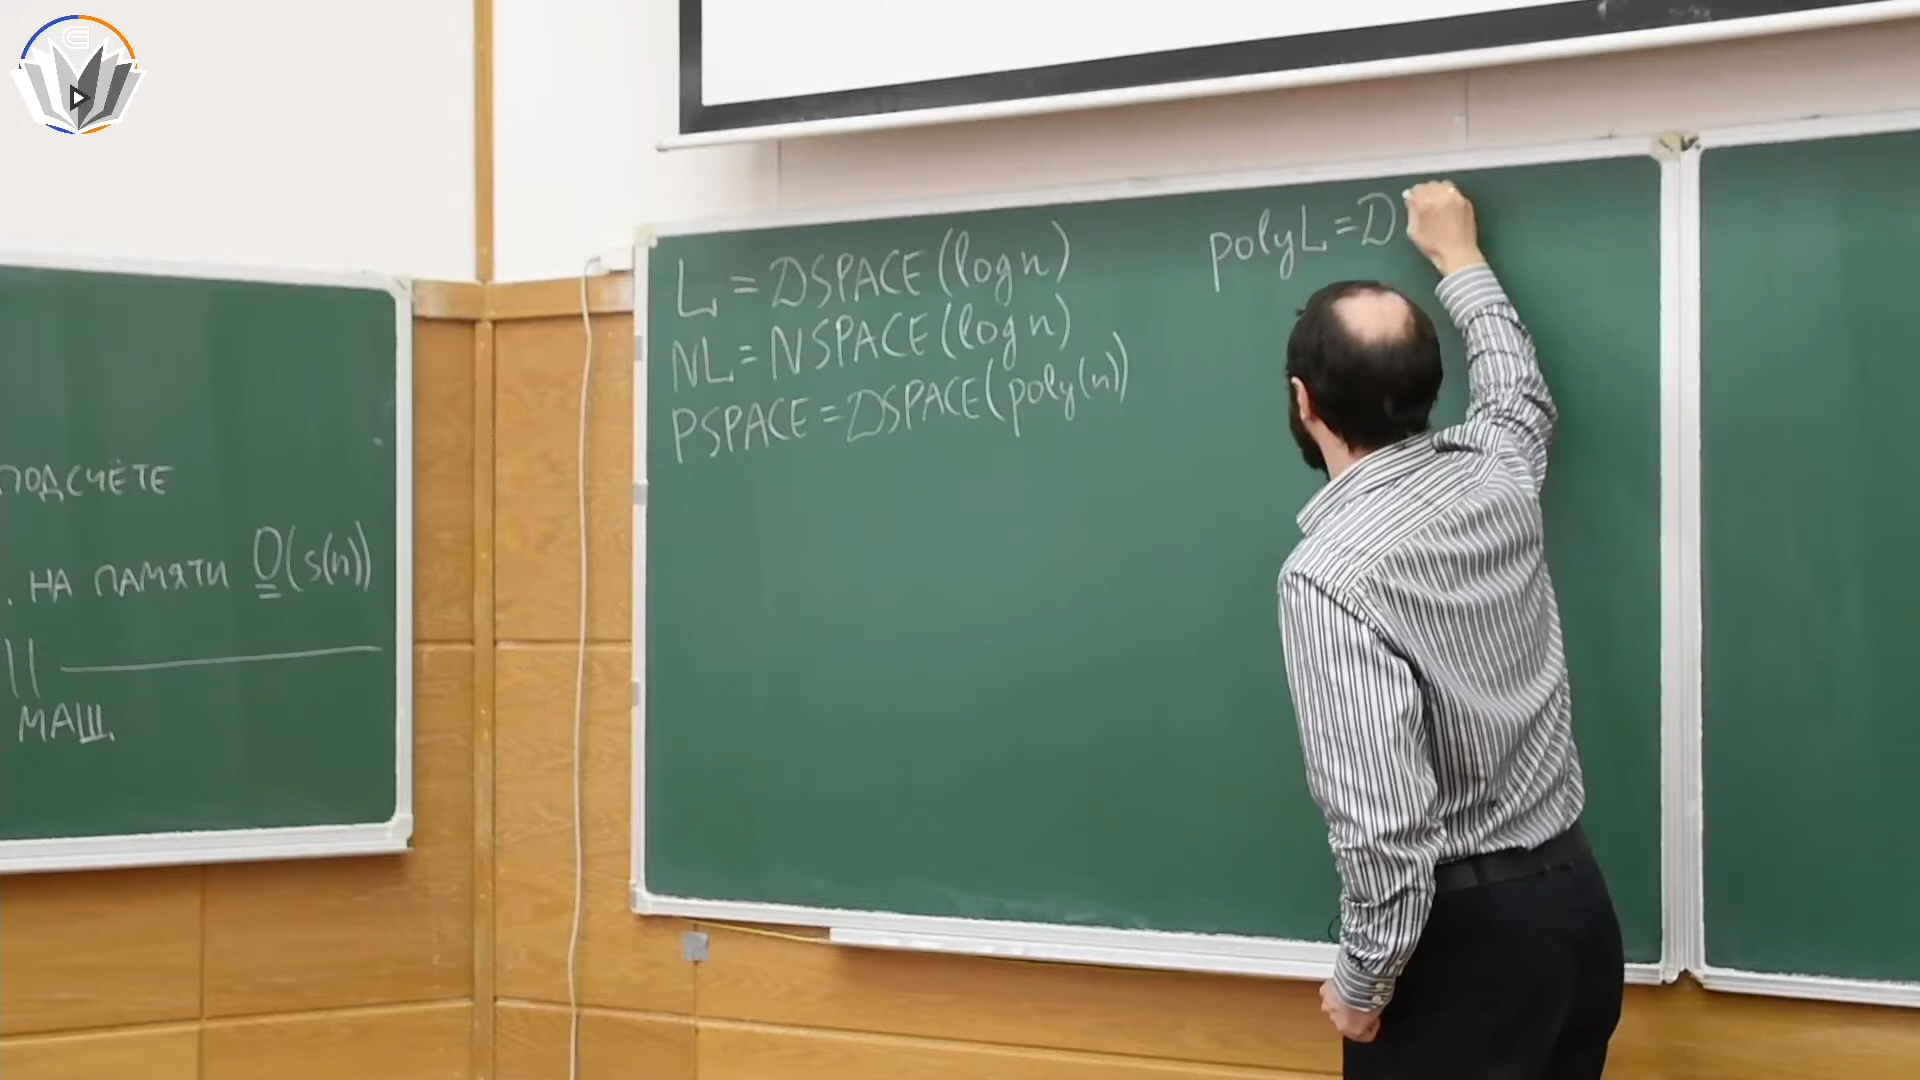 ПОДСЧЁТЕ
. НА ПАМЯТИ O(s(n))
МАШ.
L = DSPACE(log n)
NL = NSPACE(log n)
PSPACE = DSPACE(poly(n))
polyL = D